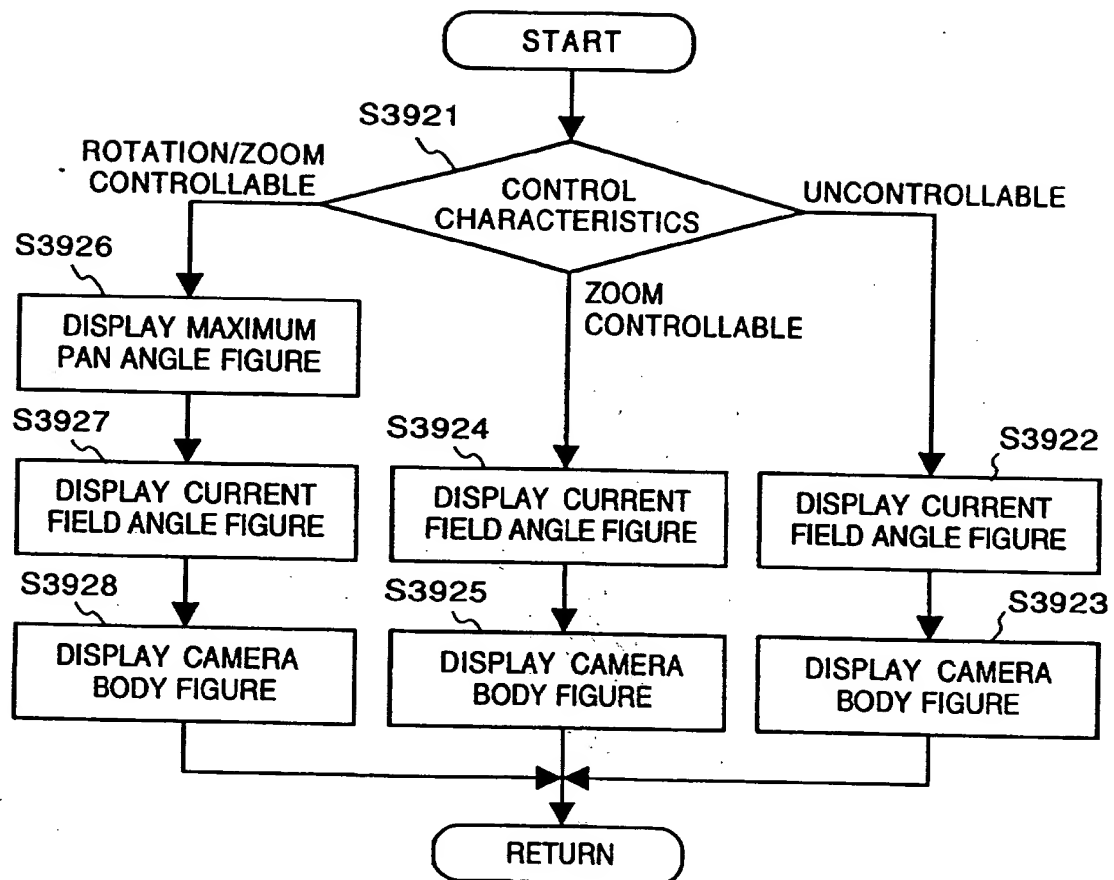 START
S3921
ROTATION/ZOOM
CONTROLLABLE
CONTROL
CHARACTERISTICS
UNCONTROLLABLE
S3926
ZOOM
CONTROLLABLE
DISPLAY MAXIMUM
PAN ANGLE FIGURE
S3927
DISPLAY CURRENT
FIELD ANGLE FIGURE
S3924
DISPLAY CURRENT
FIELD ANGLE FIGURE
S3922
DISPLAY CURRENT
FIELD ANGLE FIGURE
S3928
DISPLAY CAMERA
BODY FIGURE
S3925
DISPLAY CAMERA
BODY FIGURE
S3923
DISPLAY CAMERA
BODY FIGURE
RETURN